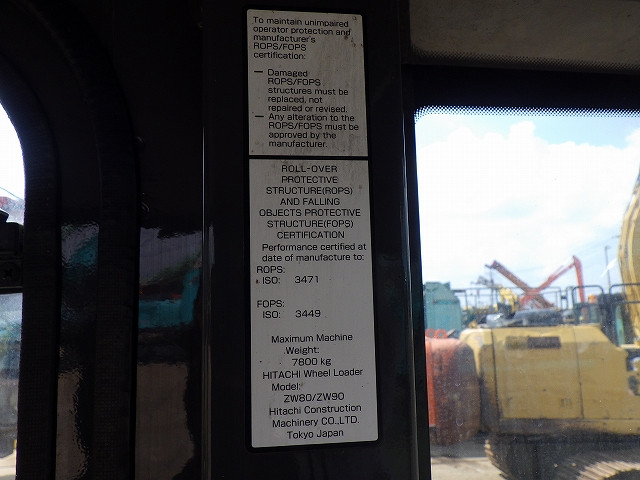 To maintain unimpaired
operator protection and
manufacturer's
ROPS/FOPS
certification:
— Damaged
ROPS/FOPS
structures must be
replaced, not
repaired or revised.
— Any alteration to the
ROPS/FOPS must be
approved by the
manufacturer.
ROLL-OVER
PROTECTIVE
STRUCTURE(ROPS)
AND FALLING
OBJECTS PROTECTIVE
STRUCTURE(FOPS)
CERTIFICATION
Performance certified at
date of manufacture to:
ROPS:
ISO: 3471
FOPS:
ISO: 3449
Maximum Machine
Weight:
7800 kg
HITACHI Wheel Loader
Model:
ZW80/ZW90
Hitachi Construction
Machinery CO.,LTD.
Tokyo Japan